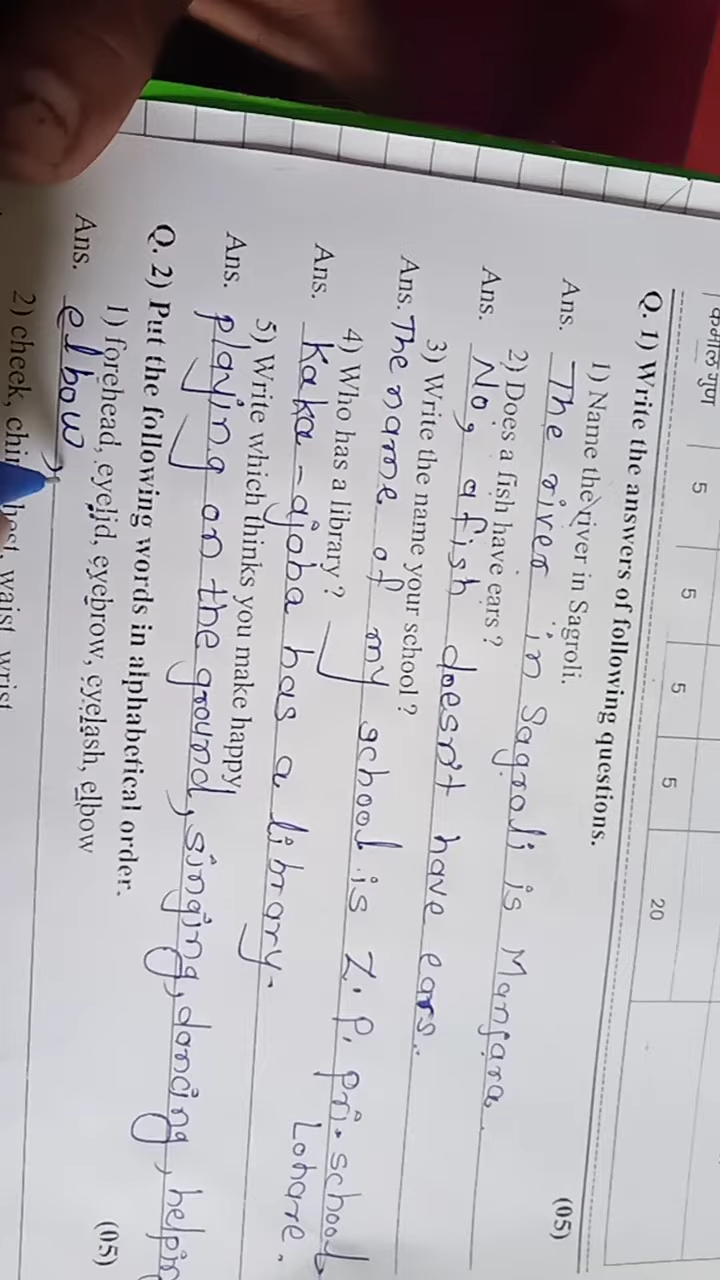 5 5 5 5 20
Q. 1) Write the answers of following questions. (05)
1) Name the river in Sagroli.
Ans. The river in Sagroli is Manjara.
2) Does a fish have ears ?
Ans. No, a fish doesn't have ears.
3) Write the name your school ?
Ans. The name of my school is Z. P. pri. school
Lohare.
4) Who has a library ?
Ans. Kaka-ajoba has a library.
5) Write which thinks you make happy
Ans. playing on the ground, singing, dancing, helpin
Q. 2) Put the following words in alphabetical order. (05)
1) forehead, eyelid, eyebrow, eyelash, elbow
Ans. elbow,
2) check, waist, wrist